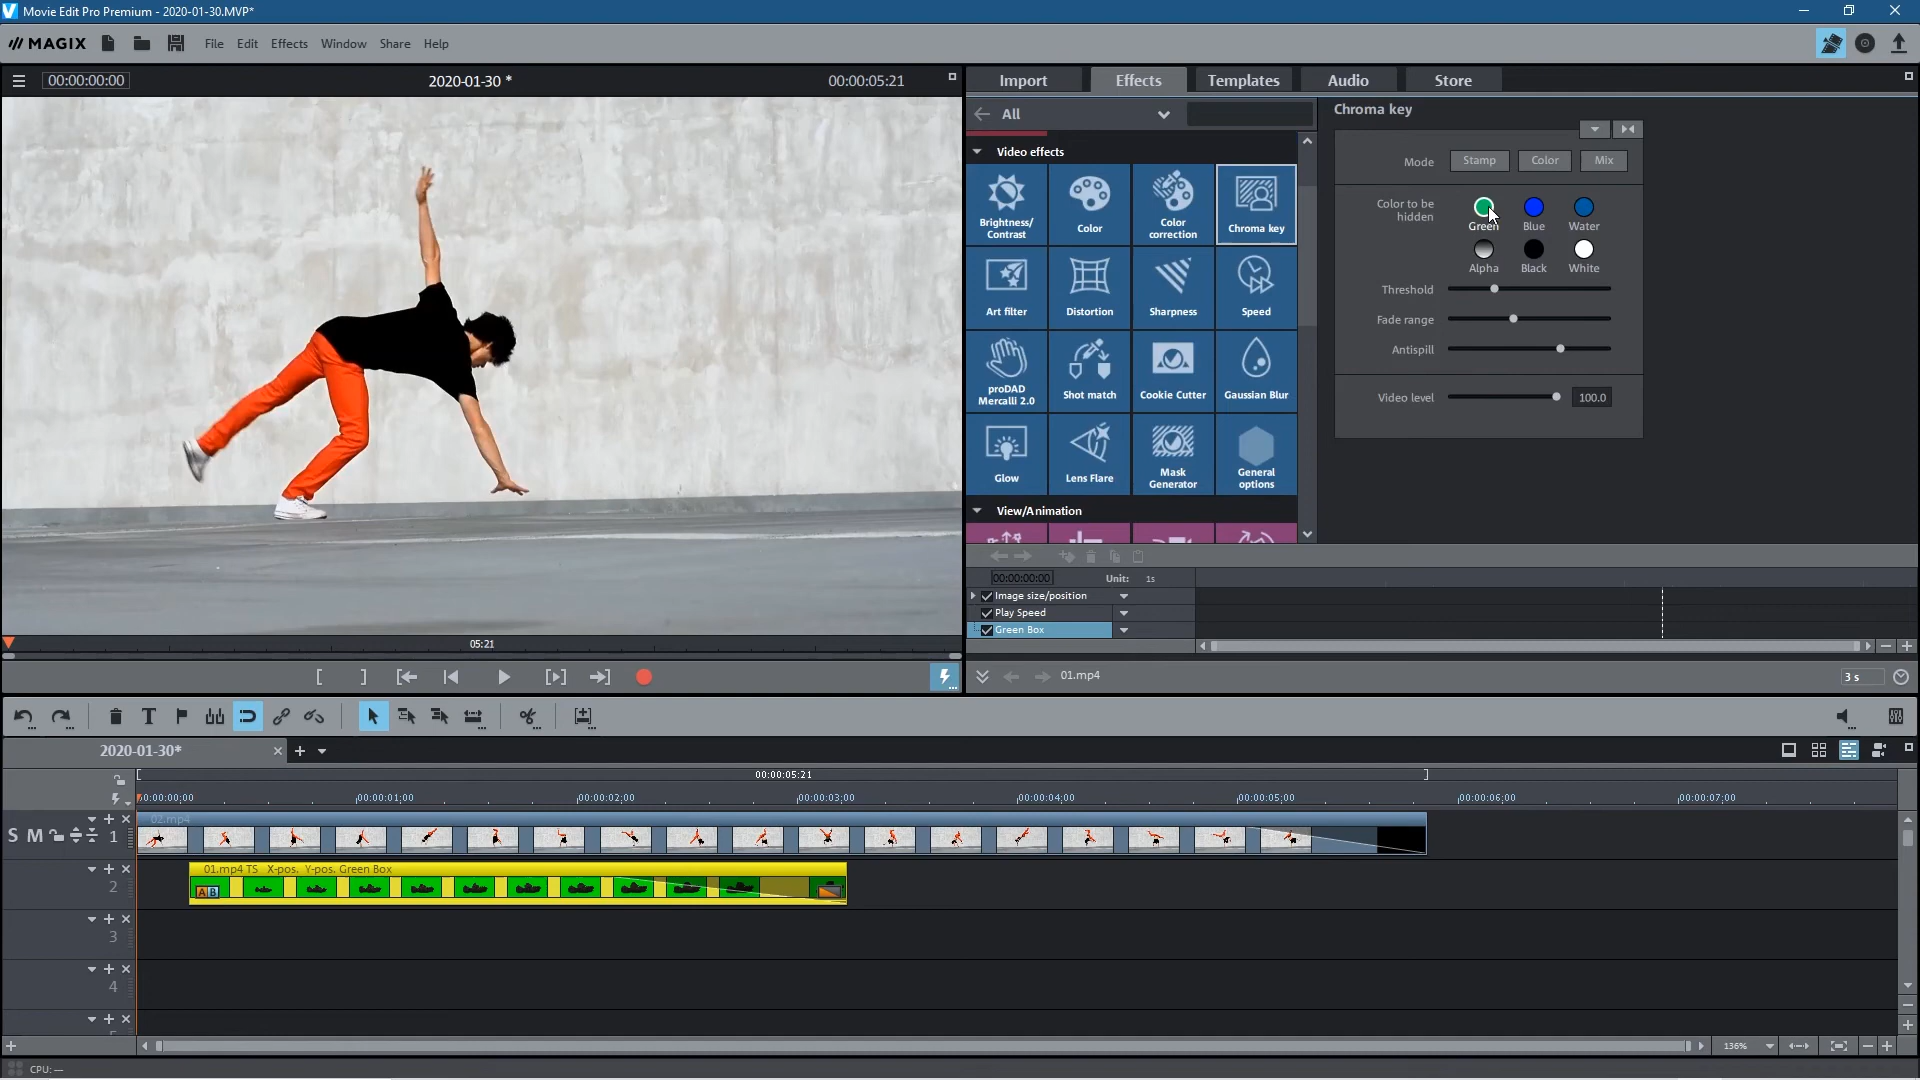 Movie Edit Pro Premium - 2020-01-30.MVP*
MAGIX
File Edit Effects Window Share Help
00:00:00:00
2020-01-30 *
00:00:05:21
Import Effects Templates Audio Store
All
Chroma key
Video effects
Mode Stamp Color Mix
Brightness/
Contrast
Color
Color
correction
Chroma key
Color to be
hidden
Green Blue Water
Alpha Black White
Art filter Distortion Sharpness Speed
Threshold
Fade range
Antispill
proDAD
Mercalli 2.0
Shot match Cookie Cutter Gaussian Blur
Video level 100.0
Glow Lens Flare
Mask
Generator
General
options
View/Animation
00:00:00:00 Unit: 1s
Image size/position
Play Speed
Green Box
05:21
01.mp4
3 s
2020-01-30*
00:00:05:21
00:00:00;00 00:00:01;00 00:00:02;00 00:00:03;00 00:00:04;00 00:00:05;00 00:00:06;00 00:00:07;00
S M 1
02.mp4
2
01.mp4 TS X-pos. Y-pos. Green Box
A B
3
4
136%
CPU: —